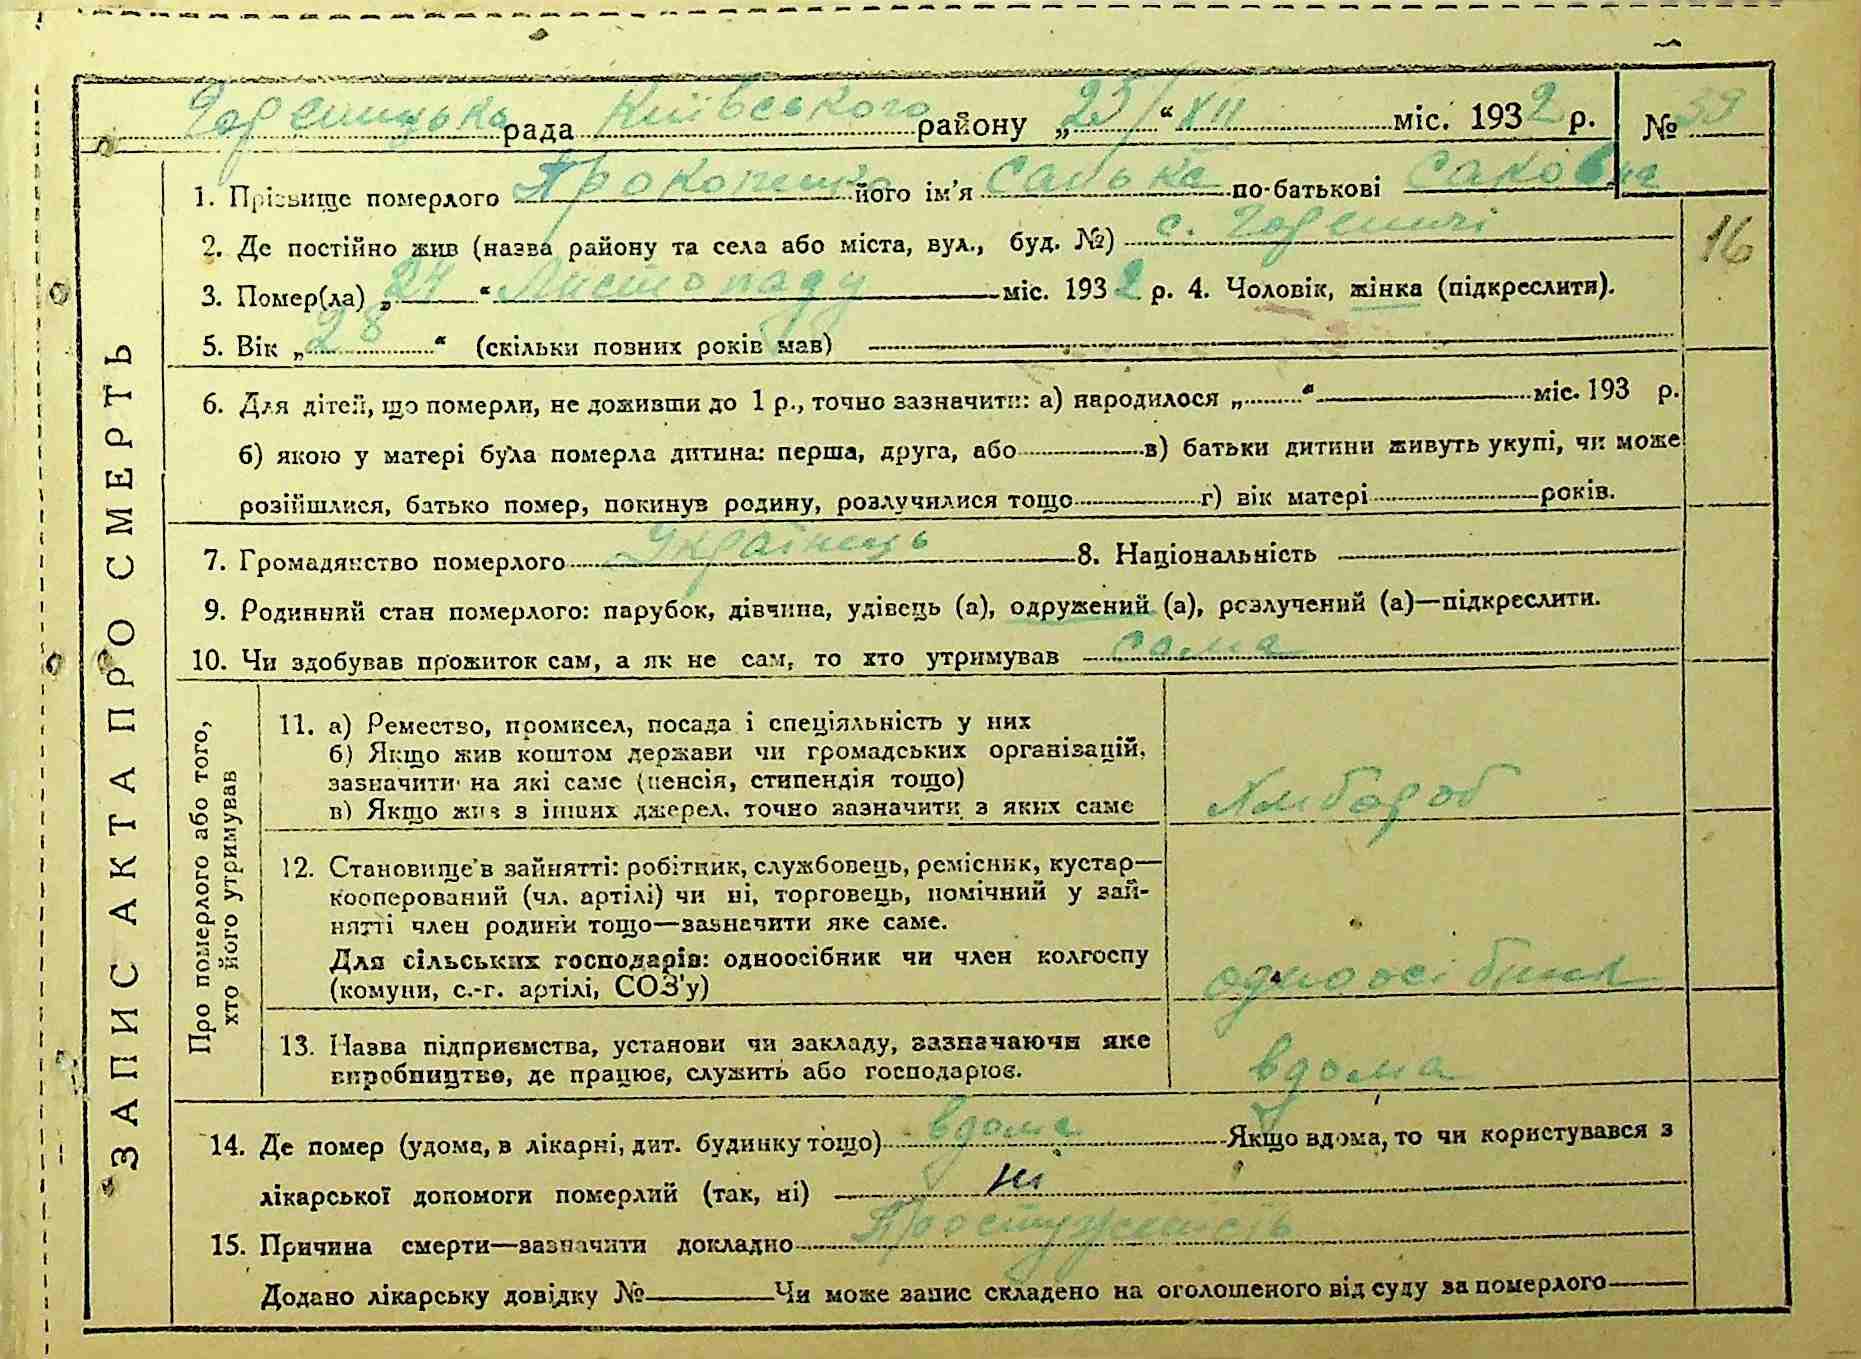 Гореницька рада Київського району „ 25/ “ XII міс. 1932 р. № 39
1. Прізвище померлого Прокопенко його ім'я Санька по-батькові Саковна
2. Де постійно жив (назва району та села або міста, вул., буд. №) с. Гореничі
16
3. Помер(ла) „ 24 “ Листопаду міс. 1932 р. 4. Чоловік, жінка (підкреслити).
5. Вік „ 28 “ (скільки повних років мав)
6. Для дітей, що померли, не доживши до 1 р., точно зазначити: а) народилося „ “ міс. 193 р.
б) якою у матері була померла дитина: перша, друга, або в) батьки дитини живуть укупі, чи може
розійшлися, батько помер, покинув родину, розлучилися тощо г) вік матері років.
7. Громадянство померлого Українець 8. Національність
9. Родинний стан померлого: парубок, дівчина, удівець (а), одружений (а), розлучений (а)—підкреслити.
10. Чи здобував прожиток сам, а як не сам, то хто утримував сама
ЗАПИС АКТА ПРО СМЕРТЬ
Про померлого або того,
хто його утримував
11. а) Ремество, промисел, посада і спеціяльність у них
б) Якщо жив коштом держави чи громадських організацій,
зазначити на які саме (пенсія, стипендія тощо)
в) Якщо жив з інших джерел, точно зазначити з яких саме
Хлібороб
12. Становище в зайнятті: робітник, службовець, ремісник, кустар—
кооперований (чл. артілі) чи ні, торговець, помічний у зай-
нятті член родини тощо—зазначити яке саме.
Для сільських господарів: одноосібник чи член колгоспу
(комуни, с.-г. артілі, СОЗ'у)
одноосібник
13. Назва підприємства, установи чи закладу, зазначаючи яке
виробництво, де працює, служить або господарює.
вдома
14. Де помер (удома, в лікарні, дит. будинку тощо) вдома Якщо вдома, то чи користувався з
лікарської допомоги померлий (так, ні) ні
15. Причина смерти—зазначити докладно Простуженість
Додано лікарську довідку № Чи може запис складено на оголошеного від суду за померлого